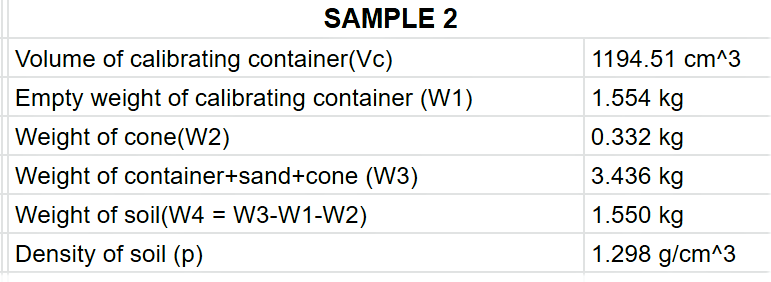 SAMPLE 2
Volume of calibrating container(Vc) 1194.51 cm^3
Empty weight of calibrating container (W1) 1.554 kg
Weight of cone(W2) 0.332 kg
Weight of container+sand+cone (W3) 3.436 kg
Weight of soil(W4 = W3-W1-W2) 1.550 kg
Density of soil (p) 1.298 g/cm^3